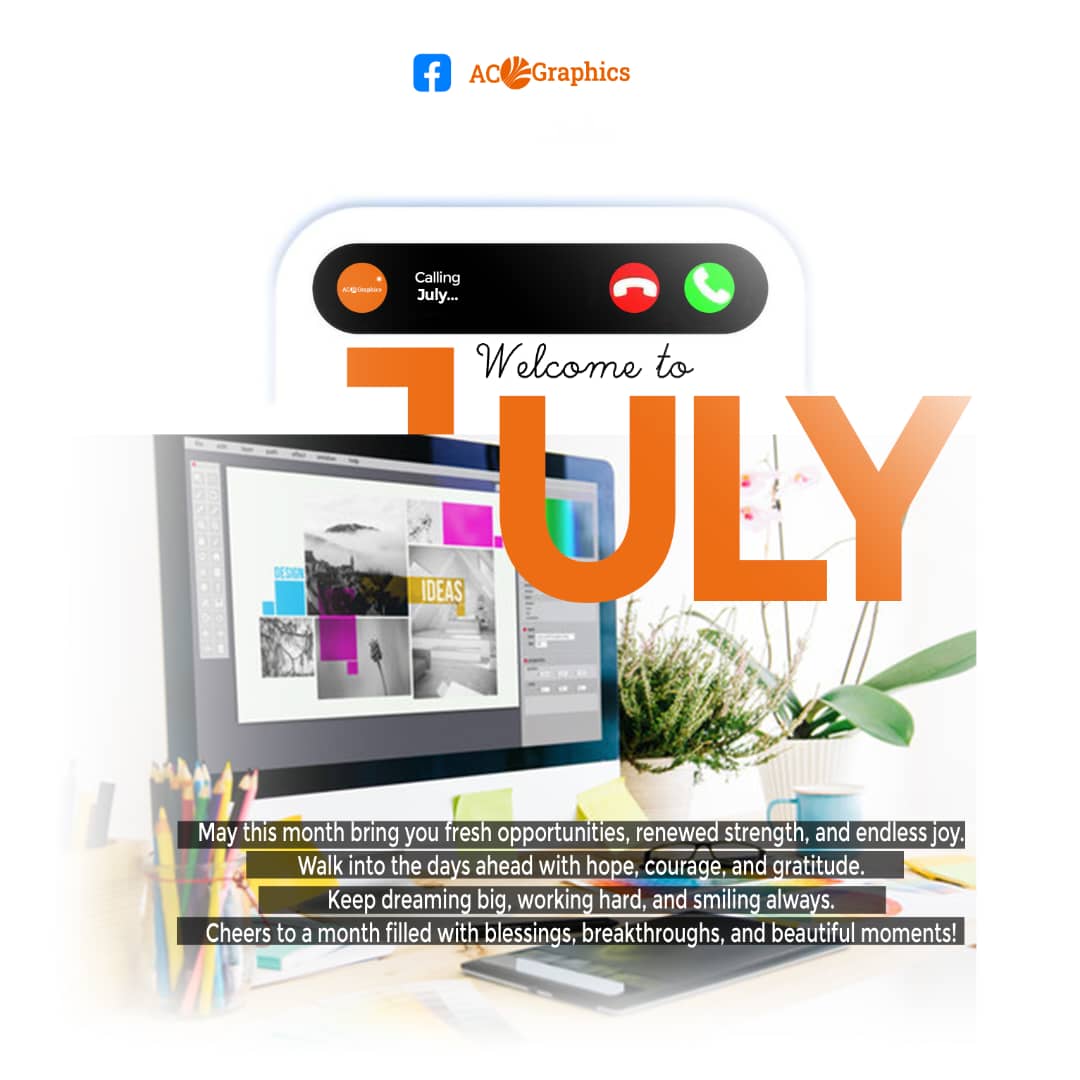 AC Graphics
Calling
July...
Welcome to
JULY
DESIGN
IDEAS
May this month bring you fresh opportunities, renewed strength, and endless joy.
Walk into the days ahead with hope, courage, and gratitude.
Keep dreaming big, working hard, and smiling always.
Cheers to a month filled with blessings, breakthroughs, and beautiful moments!